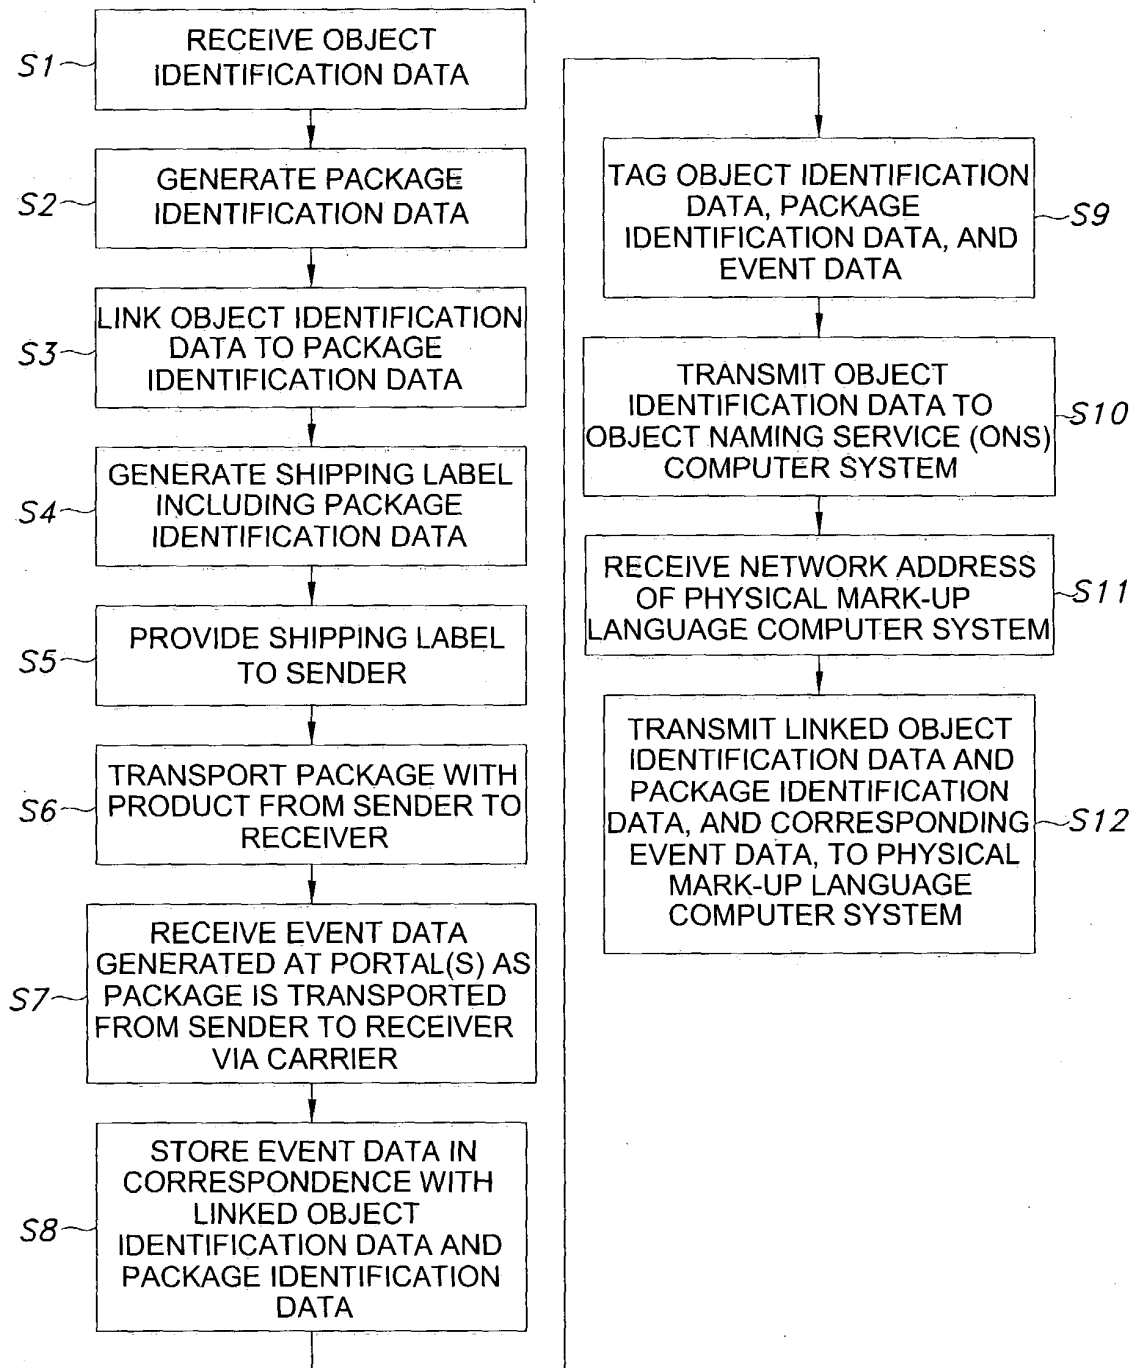 S1
RECEIVE OBJECT
IDENTIFICATION DATA
S2
GENERATE PACKAGE
IDENTIFICATION DATA
S3
LINK OBJECT IDENTIFICATION
DATA TO PACKAGE
IDENTIFICATION DATA
S4
GENERATE SHIPPING LABEL
INCLUDING PACKAGE
IDENTIFICATION DATA
S5
PROVIDE SHIPPING LABEL
TO SENDER
S6
TRANSPORT PACKAGE WITH
PRODUCT FROM SENDER TO
RECEIVER
S7
RECEIVE EVENT DATA
GENERATED AT PORTAL(S) AS
PACKAGE IS TRANSPORTED
FROM SENDER TO RECEIVER
VIA CARRIER
S8
STORE EVENT DATA IN
CORRESPONDENCE WITH
LINKED OBJECT
IDENTIFICATION DATA AND
PACKAGE IDENTIFICATION
DATA
TAG OBJECT IDENTIFICATION
DATA, PACKAGE
IDENTIFICATION DATA, AND
EVENT DATA
S9
TRANSMIT OBJECT
IDENTIFICATION DATA TO
OBJECT NAMING SERVICE (ONS)
COMPUTER SYSTEM
S10
RECEIVE NETWORK ADDRESS
OF PHYSICAL MARK-UP
LANGUAGE COMPUTER SYSTEM
S11
TRANSMIT LINKED OBJECT
IDENTIFICATION DATA AND
PACKAGE IDENTIFICATION
DATA, AND CORRESPONDING
EVENT DATA, TO PHYSICAL
MARK-UP LANGUAGE
COMPUTER SYSTEM
S12